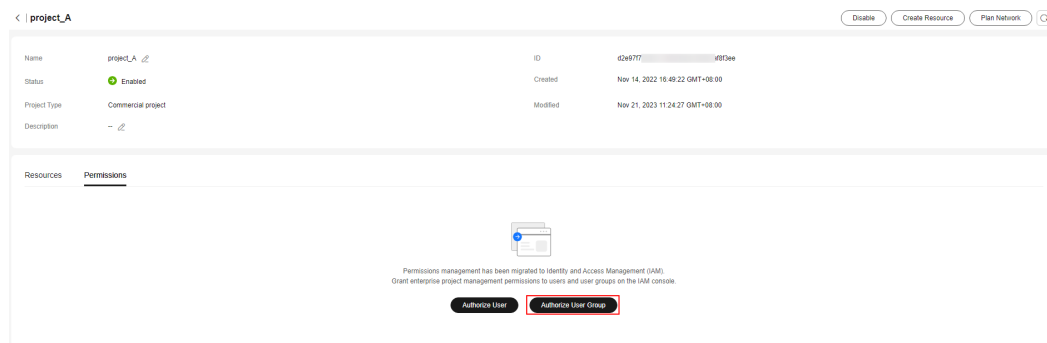 < | project_A
Disable
Create Resource
Plan Network
Name project_A
ID d2e97f7 f8f3ee
Status Enabled
Created Nov 14, 2022 16:49:22 GMT+08:00
Project Type Commercial project
Modified Nov 21, 2023 11:24:27 GMT+08:00
Description --
Resources Permissions
Permissions management has been migrated to Identity and Access Management (IAM).
Grant enterprise project management permissions to users and user groups on the IAM console.
Authorize User
Authorize User Group